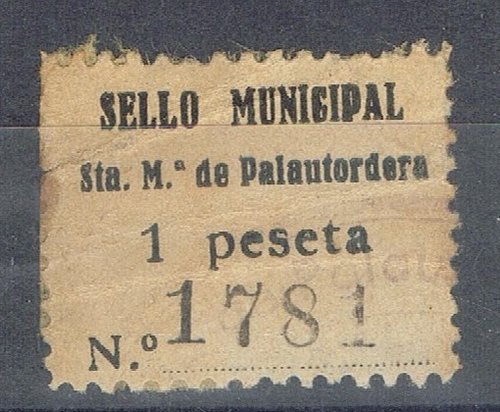 SELLO MUNICIPAL
Sta. M.ª de Palautordera
1 peseta
N.º 1781